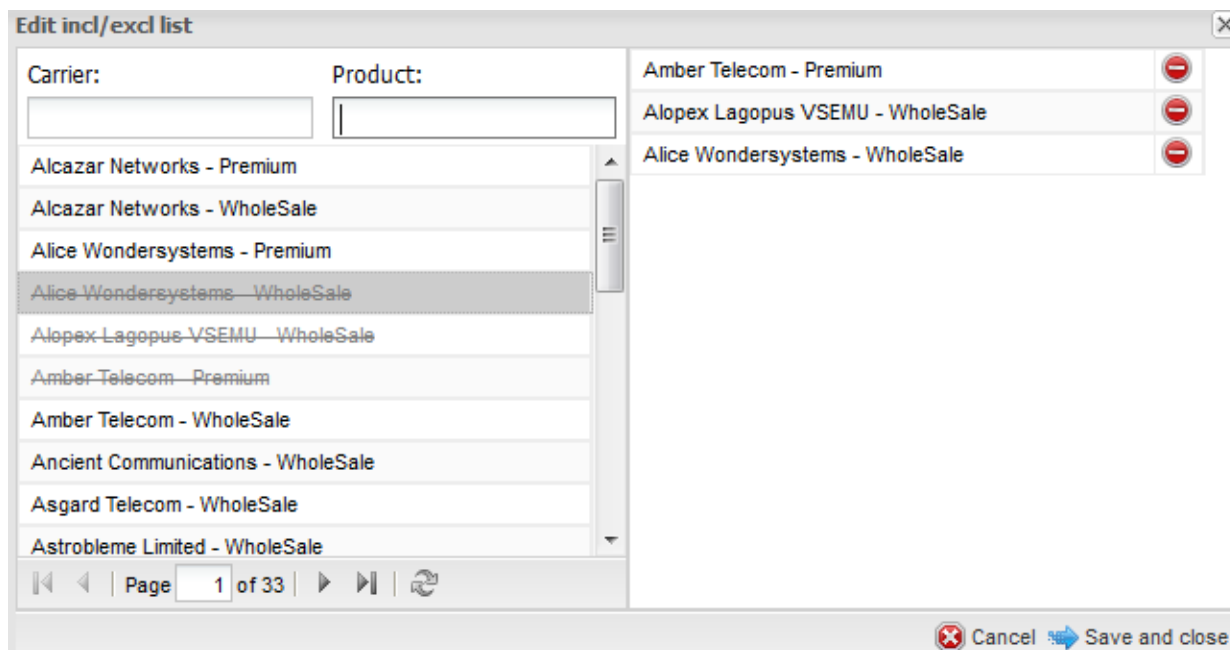 Edit incl/excl list
Carrier:
Product:
Alcazar Networks - Premium
Alcazar Networks - WholeSale
Alice Wondersystems - Premium
Alice Wondersystems - WholeSale
Alopex Lagopus VSEMU - WholeSale
Amber Telecom - Premium
Amber Telecom - WholeSale
Ancient Communications - WholeSale
Asgard Telecom - WholeSale
Astrobleme Limited - WholeSale
Page 1 of 33
Amber Telecom - Premium
Alopex Lagopus VSEMU - WholeSale
Alice Wondersystems - WholeSale
Cancel Save and close